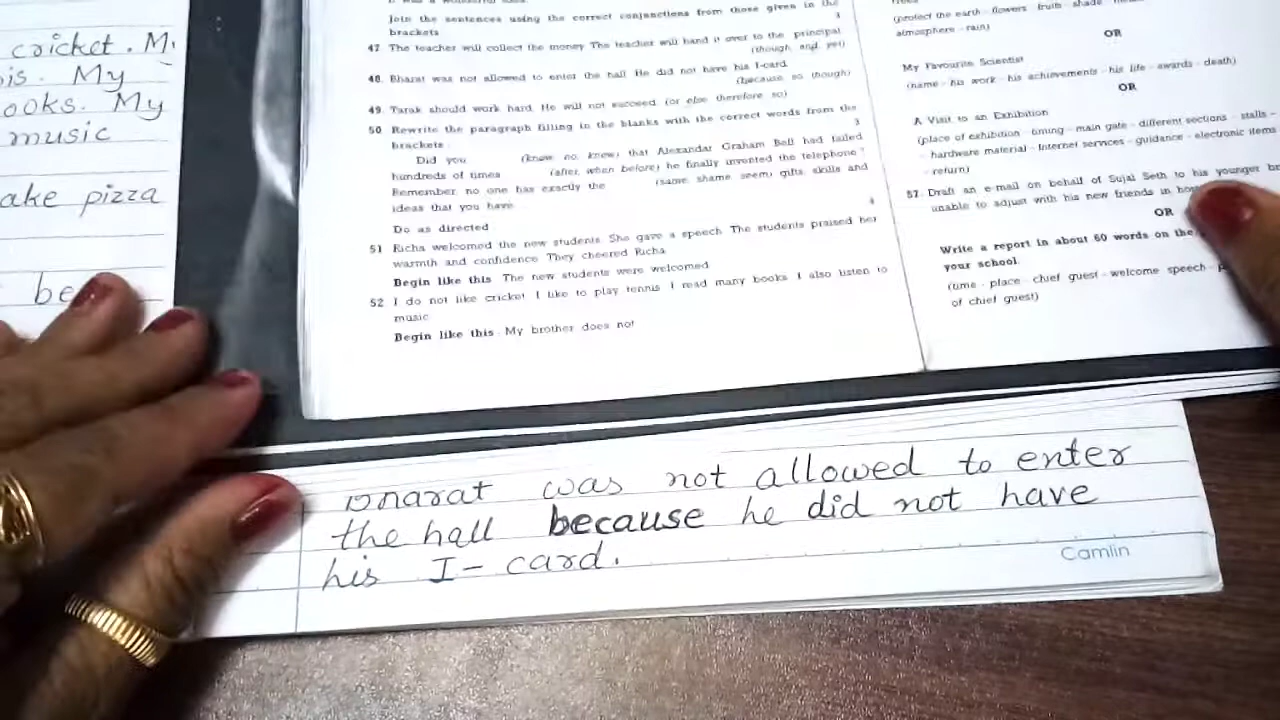 cricket. M
is. My
ooks. My
music
ake pizza
be
Join the sentences using the correct conjunctions from those given in the
brackets 3
47 The teacher will collect the money The teacher will hand it over to the principal
(though, and, yet)
48. Bharat was not allowed to enter the hall He did not have his I-card
(because, so, though)
49. Tarak should work hard. He will not succeed. (or else, therefore, so)
50 Rewrite the paragraph filling in the blanks with the correct words from the
brackets 3
Did you (know, no, knew) that Alexandar Graham Bell had failed
hundreds of times (after, when, before) he finally invented the telephone?
Remember, no one has exactly the (same, shame, seem) gifts, skills and
ideas that you have
Do as directed 4
51 Richa welcomed the new students. She gave a speech The students praised her
warmth and confidence They cheered Richa
Begin like this The new students were welcomed
52 I do not like cricket I like to play tennis I read many books I also listen to
music
Begin like this - My brother does not
(protect the earth - flowers - fruits - shade
atmosphere - rain)
OR
My Favourite Scientist
(name - his work - his achievements - his life - awards - death)
OR
A Visit to an Exhibition
(place of exhibition - timing - main gate - different sections - stalls -
- hardware material - Internet services - guidance - electronic items
- return)
57. Draft an e-mail on behalf of Sujal Seth to his younger br
unable to adjust with his new friends in hos
OR
Write a report in about 60 words on the
your school.
(time - place - chief guest - welcome speech - p
of chief guest)
Bharat was not allowed to enter
the hall because he did not have
his I-card.
Camlin